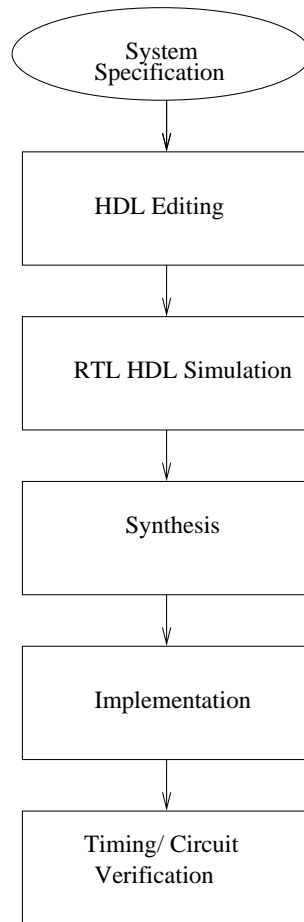 System
Specification
HDL Editing
RTL HDL Simulation
Synthesis
Implementation
Timing/ Circuit
Verification